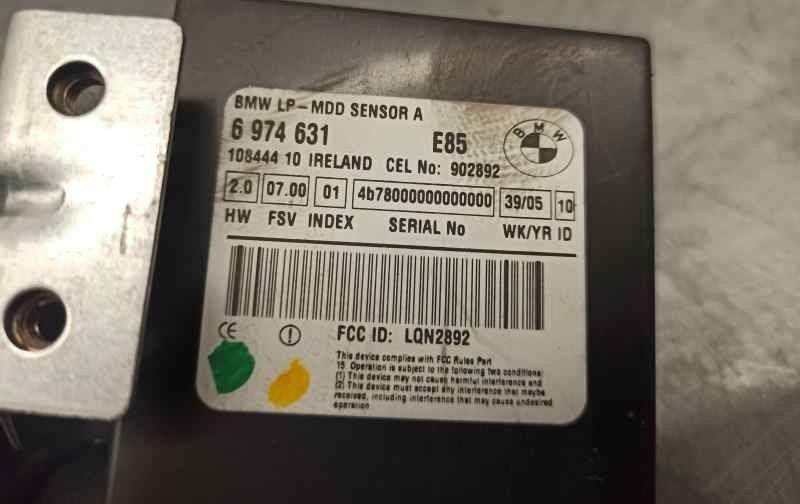 BMW LP-MDD SENSOR A
6 974 631 E85
BMW
108444 10 IRELAND CEL No: 902892
2.0 07.00 01 4b78000000000000 39/05 10
HW FSV INDEX SERIAL No WK/YR ID
CE
FCC ID: LQN2892
This device complies with FCC Rules Part
15 Operation is subject to the following two conditions:
(1) This device may not cause harmful interference and
(2) This device must accept any interference that maybe
received, including interference that may cause undesired
operation.